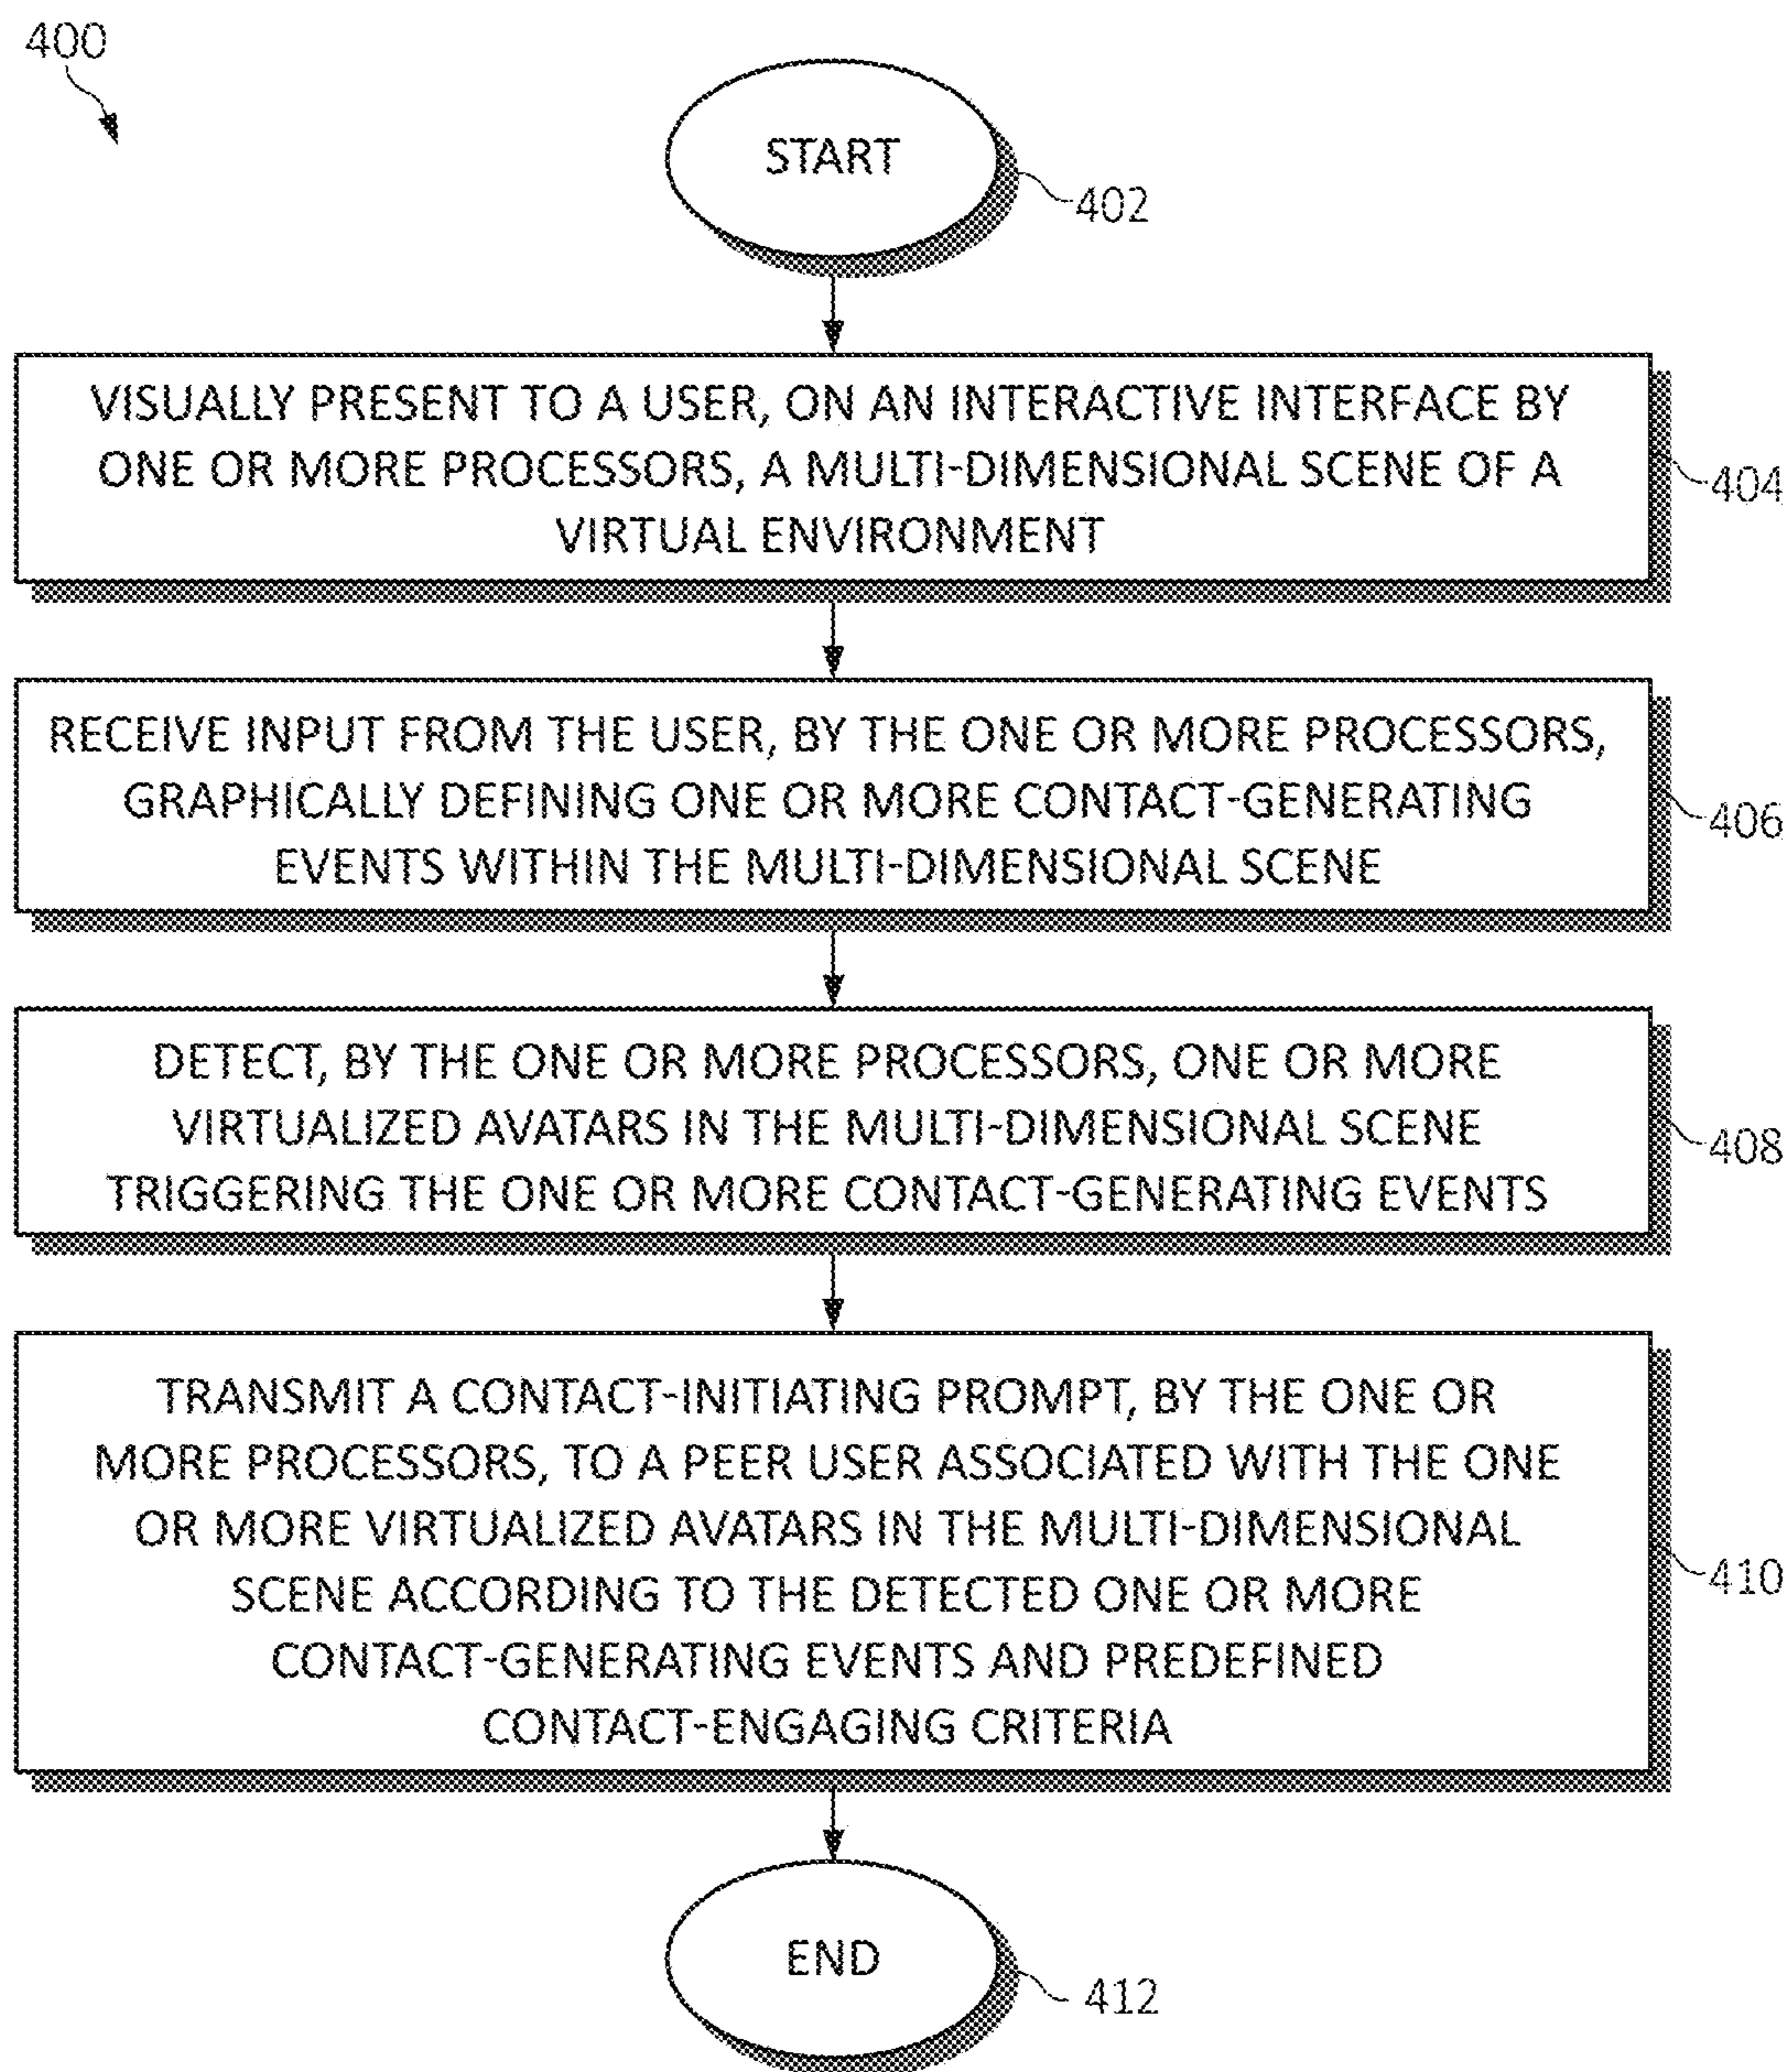 400
START
402
VISUALLY PRESENT TO A USER, ON AN INTERACTIVE INTERFACE BY
ONE OR MORE PROCESSORS, A MULTI-DIMENSIONAL SCENE OF A
VIRTUAL ENVIRONMENT
404
RECEIVE INPUT FROM THE USER, BY THE ONE OR MORE PROCESSORS,
GRAPHICALLY DEFINING ONE OR MORE CONTACT-GENERATING
EVENTS WITHIN THE MULTI-DIMENSIONAL SCENE
406
DETECT, BY THE ONE OR MORE PROCESSORS, ONE OR MORE
VIRTUALIZED AVATARS IN THE MULTI-DIMENSIONAL SCENE
TRIGGERING THE ONE OR MORE CONTACT-GENERATING EVENTS
408
TRANSMIT A CONTACT-INITIATING PROMPT, BY THE ONE OR
MORE PROCESSORS, TO A PEER USER ASSOCIATED WITH THE ONE
OR MORE VIRTUALIZED AVATARS IN THE MULTI-DIMENSIONAL
SCENE ACCORDING TO THE DETECTED ONE OR MORE
CONTACT-GENERATING EVENTS AND PREDEFINED
CONTACT-ENGAGING CRITERIA
410
END
412